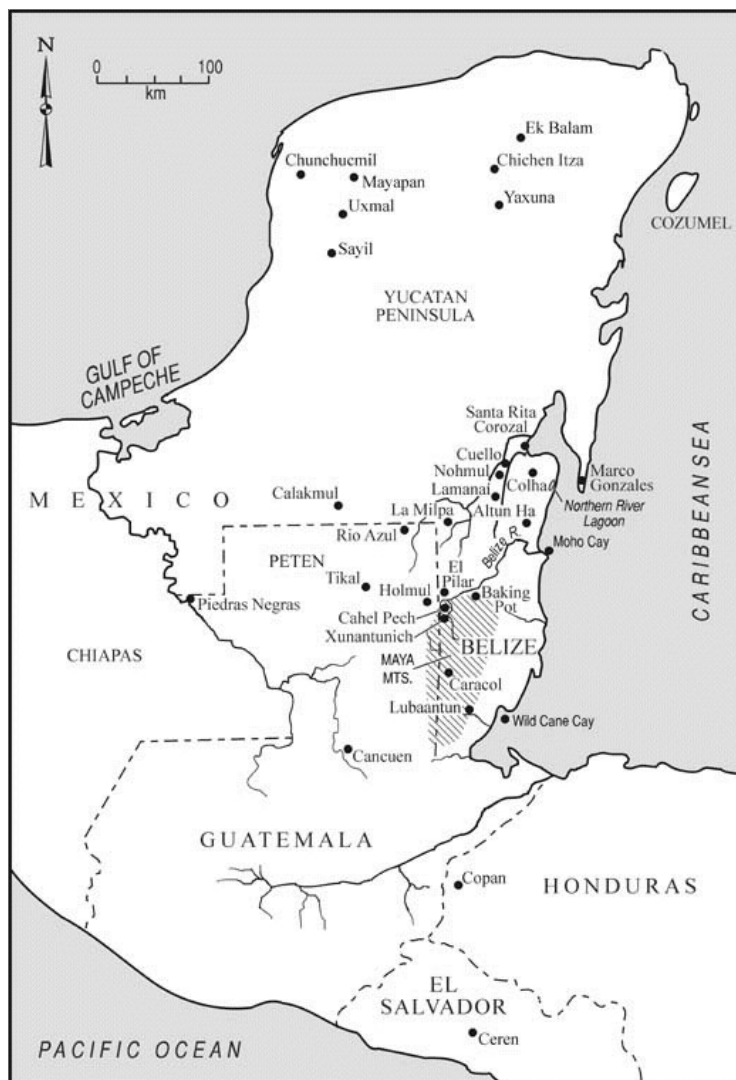 N
0 100
km
Ek Balam
Chunchucmil
Chichen Itza
Mayapan
Uxmal
Yaxuna
COZUMEL
Sayil
YUCATAN
PENINSULA
GULF OF
CAMPECHE
Santa Rita
Corozal
Cuello
Nohmul
Lamanai
Colha
Marco
Gonzales
CARIBBEAN SEA
MEXICO
Calakmul
La Milpa
Altun Ha
Northern River
Lagoon
Rio Azul
Belize R.
Moho Cay
PETEN
El
Pilar
Tikal
Holmul
Baking
Pot
Piedras Negras
Cahel Pech
Xunantunich
BELIZE
CHIAPAS
MAYA
MTS.
Caracol
Lubaantun
Wild Cane Cay
Cancuen
GUATEMALA
Copan
HONDURAS
EL
SALVADOR
Ceren
PACIFIC OCEAN